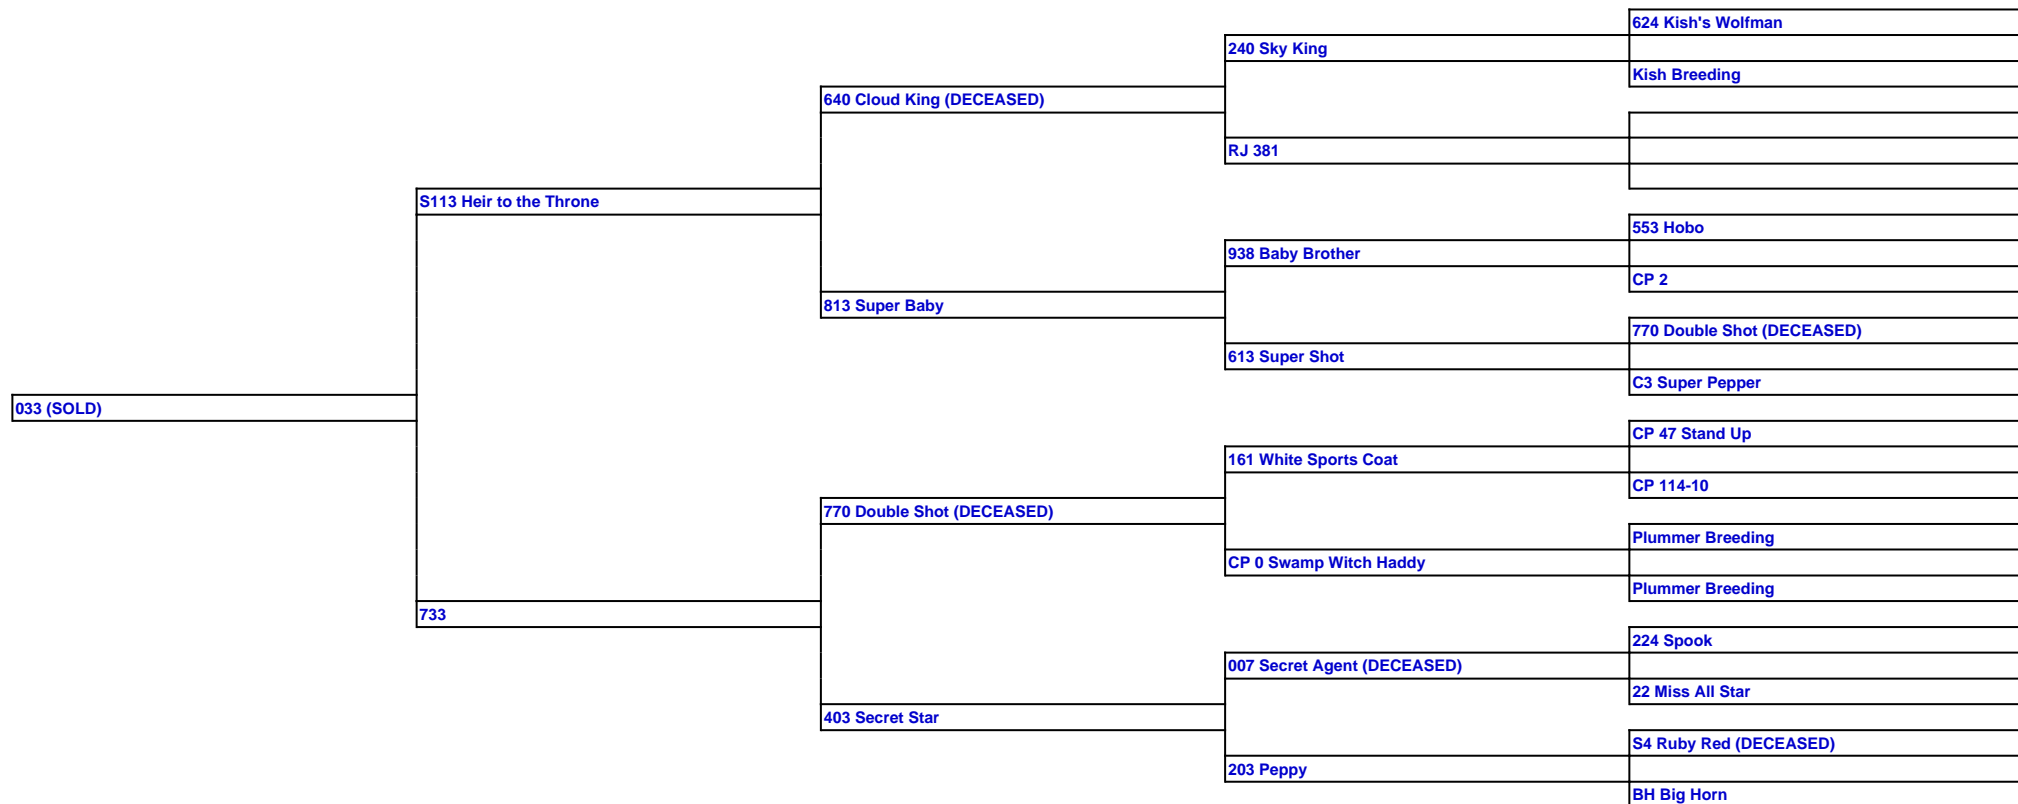 624 Kish's Wolfman
240 Sky King
Kish Breeding
640 Cloud King (DECEASED)
RJ 381
S113 Heir to the Throne
553 Hobo
938 Baby Brother
CP 2
813 Super Baby
770 Double Shot (DECEASED)
613 Super Shot
C3 Super Pepper
033 (SOLD)
CP 47 Stand Up
161 White Sports Coat
CP 114-10
770 Double Shot (DECEASED)
Plummer Breeding
CP 0 Swamp Witch Haddy
Plummer Breeding
733
224 Spook
007 Secret Agent (DECEASED)
22 Miss All Star
403 Secret Star
S4 Ruby Red (DECEASED)
203 Peppy
BH Big Horn